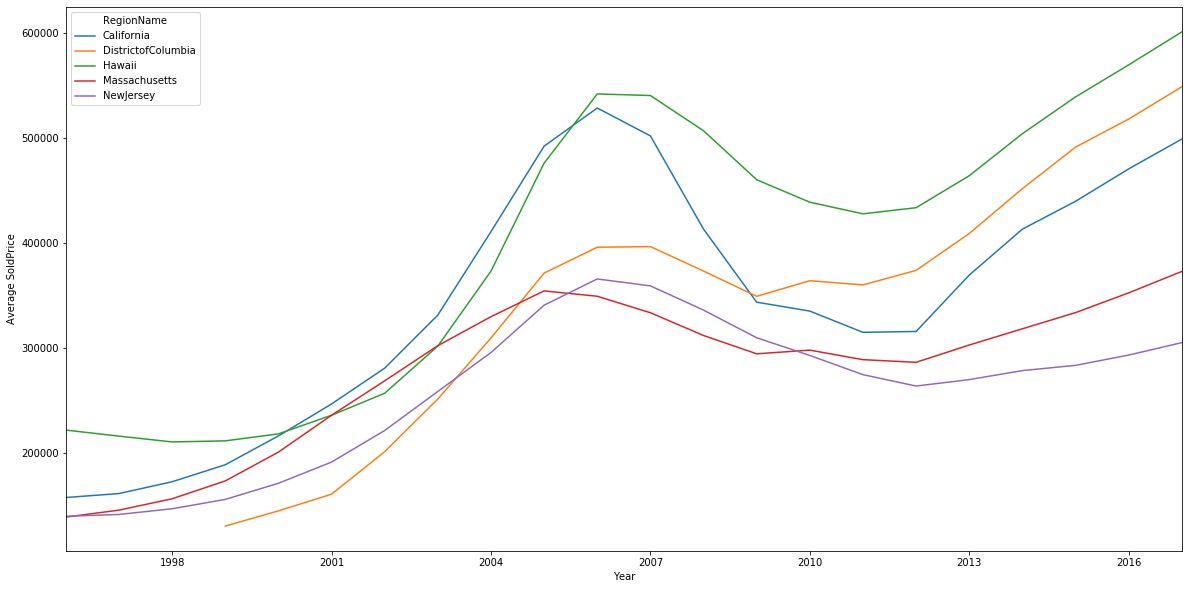 RegionName
California
DistrictofColumbia
Hawaii
Massachusetts
NewJersey
600000
500000
400000
300000
200000
Average SoldPrice
1998 2001 2004 2007 2010 2013 2016
Year